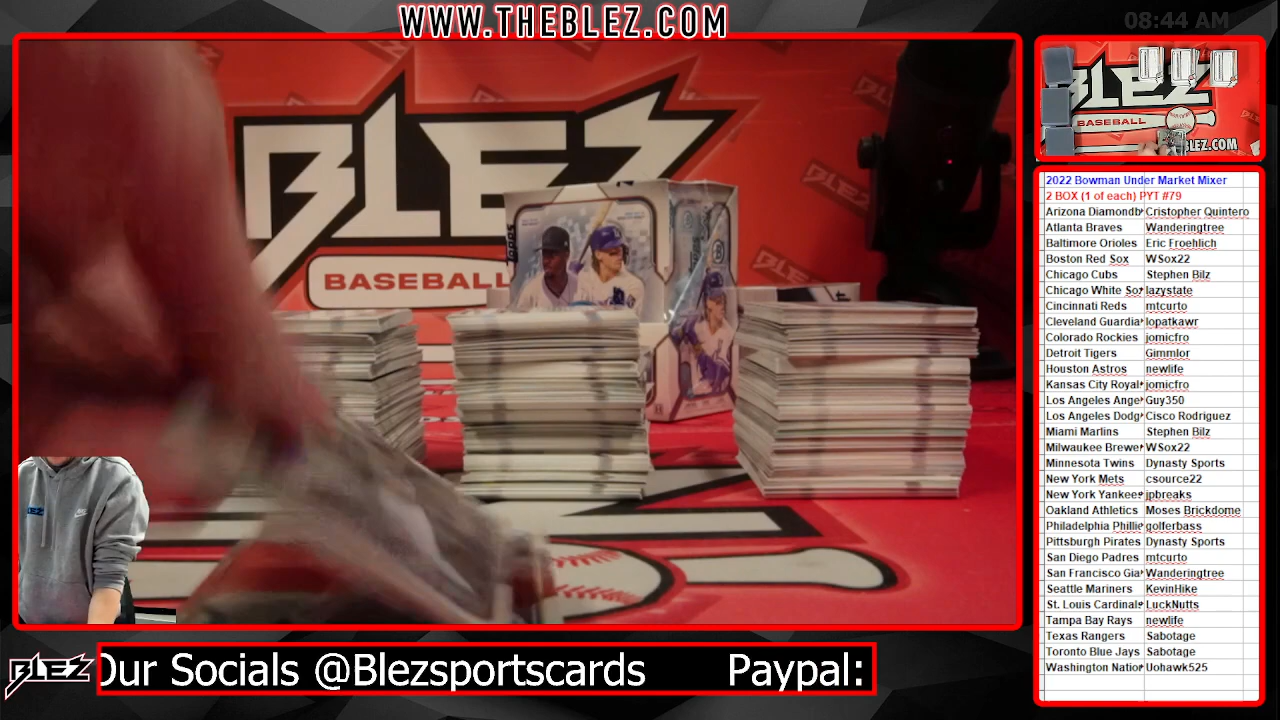 WWW.THEBLEZ.COM
08:44 AM
BLEZ
BASEBALL
BLEZ
BASEBALL
BLEZ.COM
2022 Bowman Under Market Mixer
2 BOX (1 of each) PYT #79
Arizona Diamondb Cristopher Quintero
Atlanta Braves Wanderingtree
Baltimore Orioles Eric Froehlich
Boston Red Sox WSox22
Chicago Cubs Stephen Bilz
Chicago White Sox lazystate
Cincinnati Reds mtcurto
Cleveland Guardia lopatkawr
Colorado Rockies jomicfro
Detroit Tigers Gimmlor
Houston Astros newlife
Kansas City Royal jomicfro
Los Angeles Ange Guy350
Los Angeles Dodg Cisco Rodriguez
Miami Marlins Stephen Bilz
Milwaukee Brewer WSox22
Minnesota Twins Dynasty Sports
New York Mets csource22
New York Yankees jpbreaks
Oakland Athletics Moses Brickdome
Philadelphia Phillie golferbass
Pittsburgh Pirates Dynasty Sports
San Diego Padres mtcurto
San Francisco Gia Wanderingtree
Seattle Mariners KevinHike
St. Louis Cardinals LuckNutts
Tampa Bay Rays newlife
Texas Rangers Sabotage
Toronto Blue Jays Sabotage
Washington Nation Uohawk525
BLEZ
Our Socials @Blezsportscards Paypal: